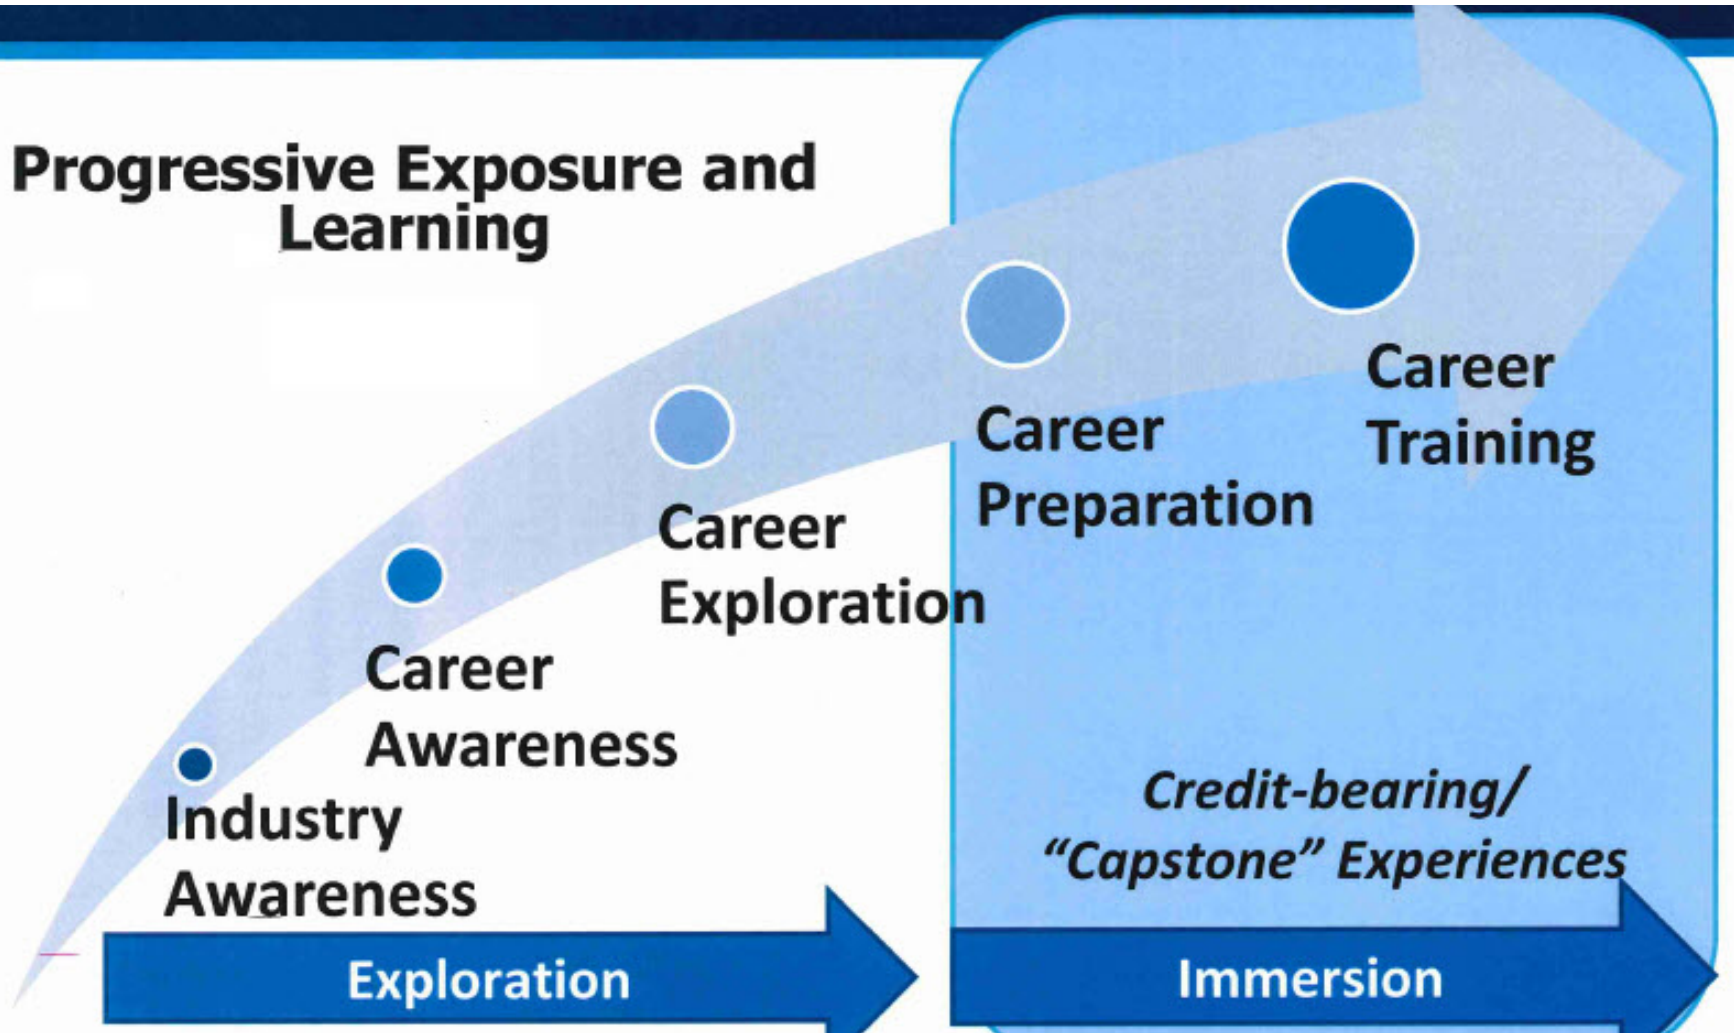 Progressive Exposure and
Learning
Career
Training
Career
Preparation
Career
Exploration
Career
Awareness
Industry
Awareness
Credit-bearing/
“Capstone” Experiences
Exploration
Immersion